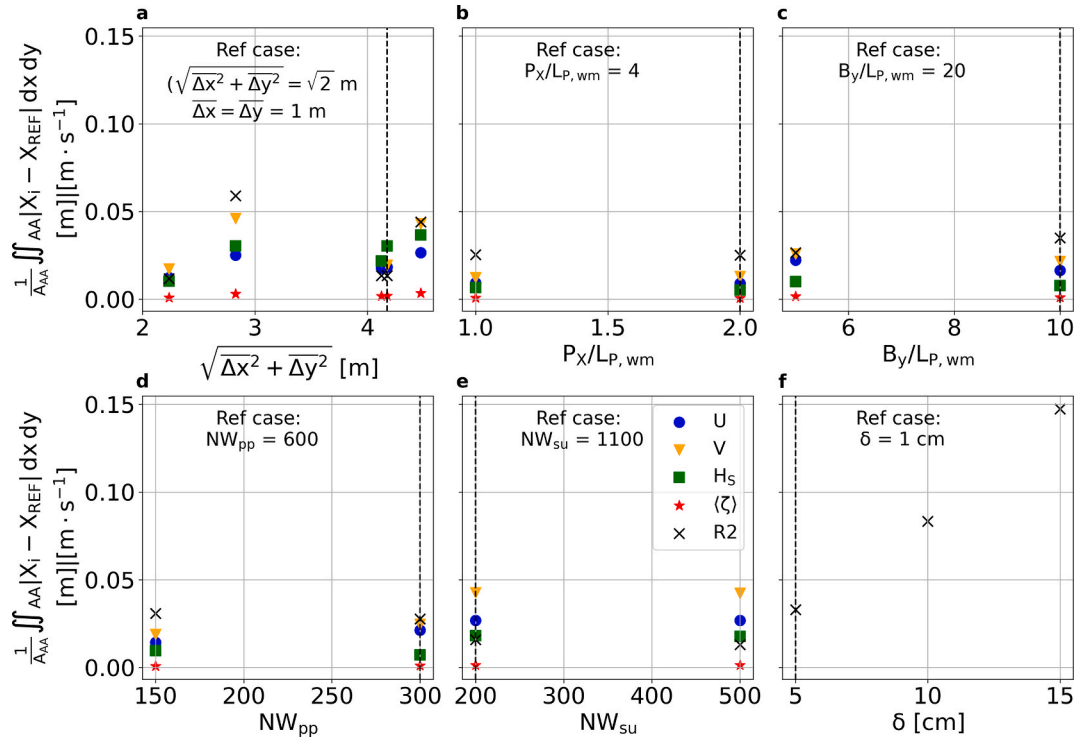 a
b
c
1/A_AA ∬_AA |X_i − X_REF| dx dy
[m]|[m · s⁻¹]
0.15
0.10
0.05
0.00
Ref case:
(√(Δx̅² + Δy̅²) = √2 m
Δx̅ = Δy̅ = 1 m
Ref case:
P_X/L_P, wm = 4
Ref case:
B_y/L_P, wm = 20
2 3 4
1.0 1.5 2.0
6 8 10
√(Δx̅² + Δy̅²) [m]
P_X/L_P, wm
B_y/L_P, wm
d
e
f
1/A_AA ∬_AA |X_i − X_REF| dx dy
[m]|[m · s⁻¹]
0.15
0.10
0.05
0.00
Ref case:
NW_pp = 600
Ref case:
NW_su = 1100
U
V
H_S
⟨ζ⟩
R2
Ref case:
δ = 1 cm
150 200 250 300
200 300 400 500
5 10 15
NW_pp
NW_su
δ [cm]